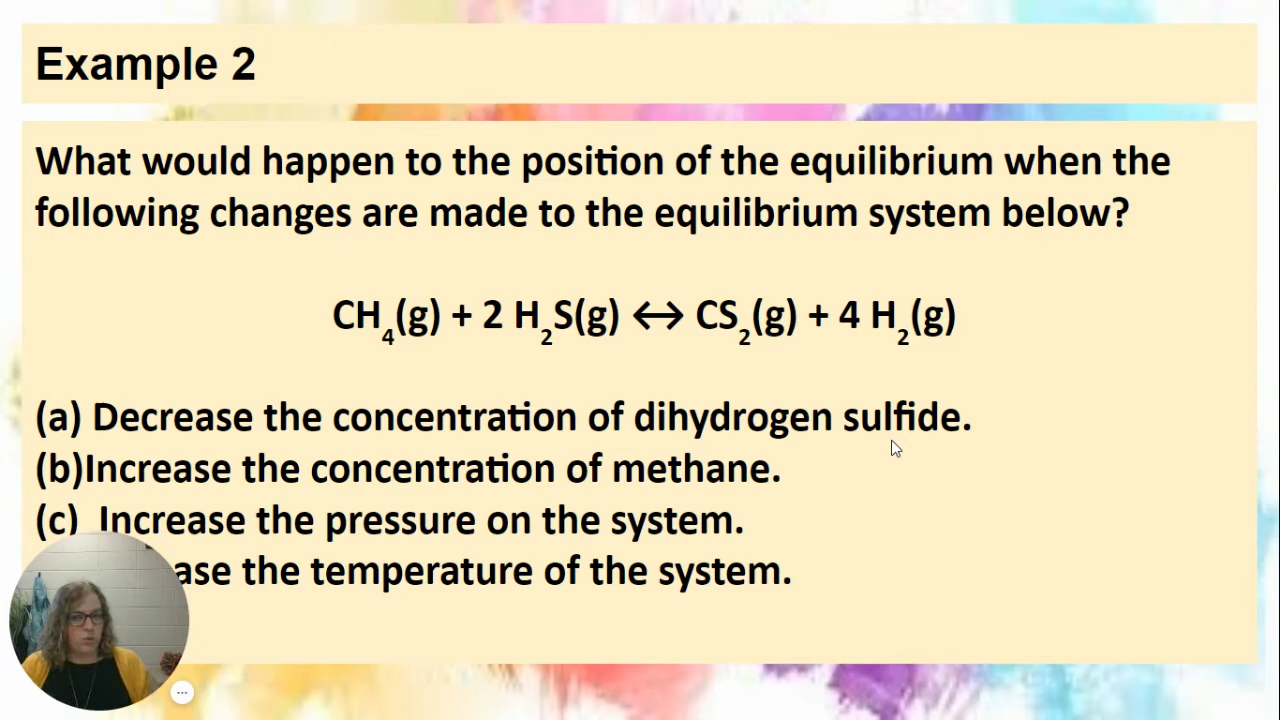 Example 2
What would happen to the position of the equilibrium when the
following changes are made to the equilibrium system below?
CH₄(g) + 2 H₂S(g) ↔ CS₂(g) + 4 H₂(g)
(a) Decrease the concentration of dihydrogen sulfide.
(b)Increase the concentration of methane.
(c) Increase the pressure on the system.
the temperature of the system.